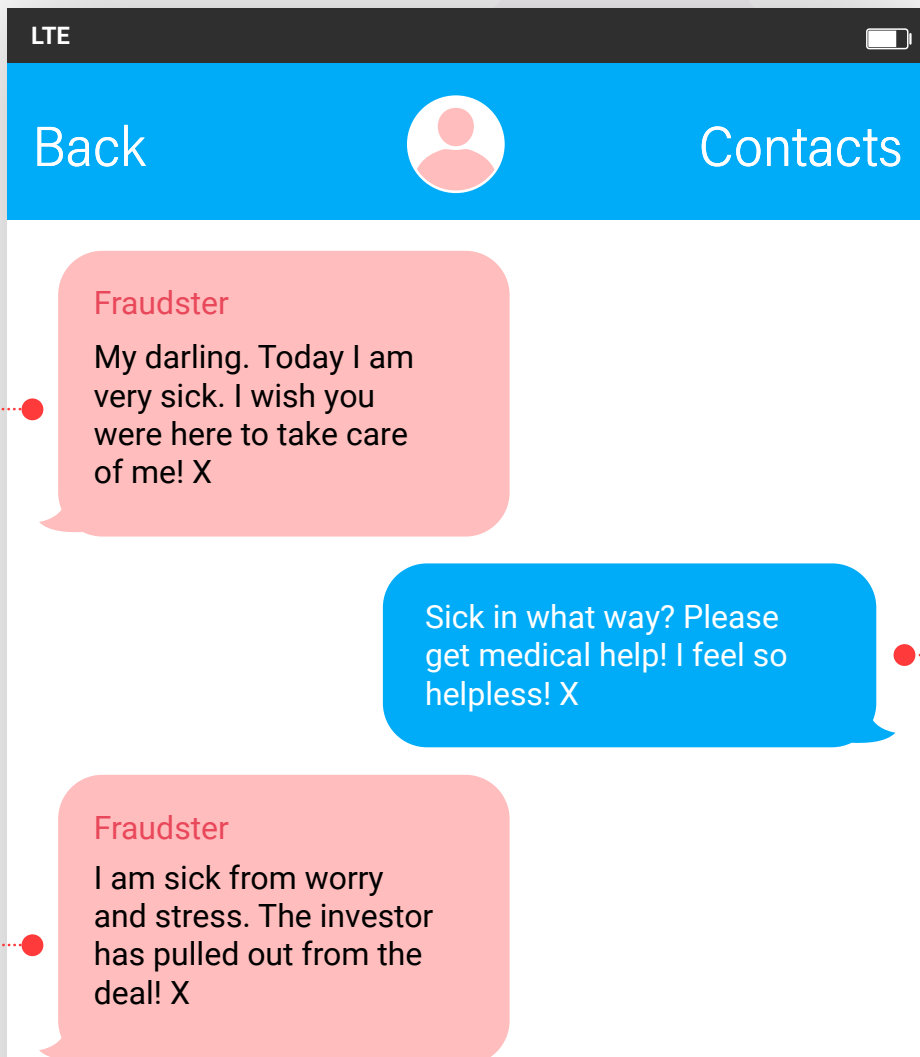 LTE
Back
Contacts
Fraudster
My darling. Today I am
very sick. I wish you
were here to take care
of me! X
Sick in what way? Please
get medical help! I feel so
helpless! X
Fraudster
I am sick from worry
and stress. The investor
has pulled out from the
deal! X